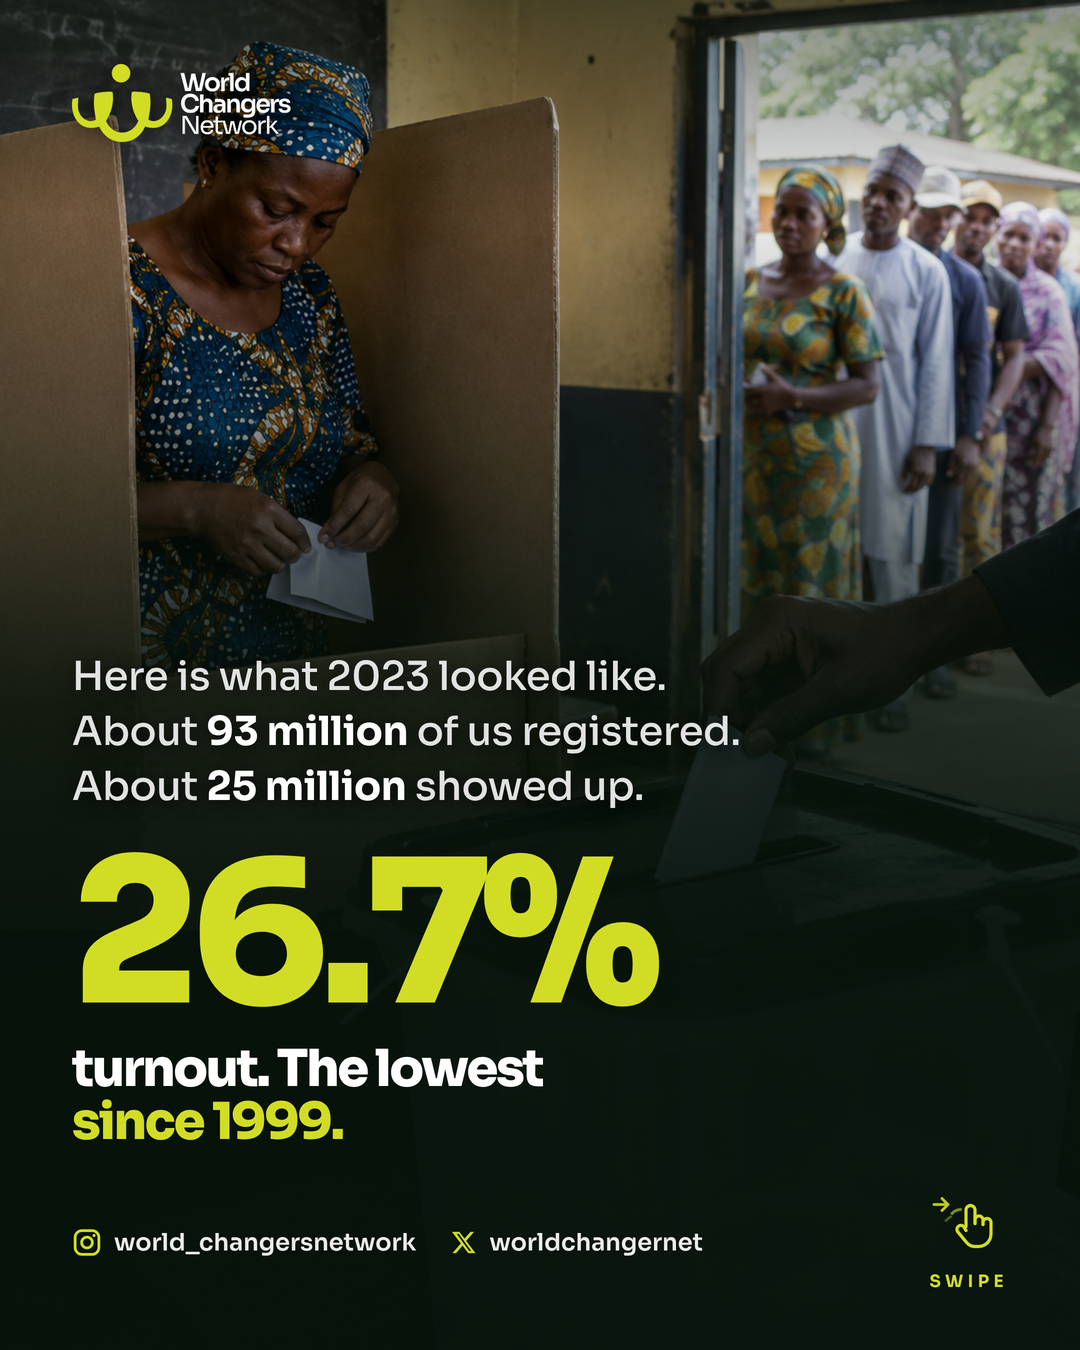 World
Changers
Network
Here is what 2023 looked like.
About 93 million of us registered.
About 25 million showed up.
26.7%
turnout. The lowest
since 1999.
world_changersnetwork worldchangernet
SWIPE